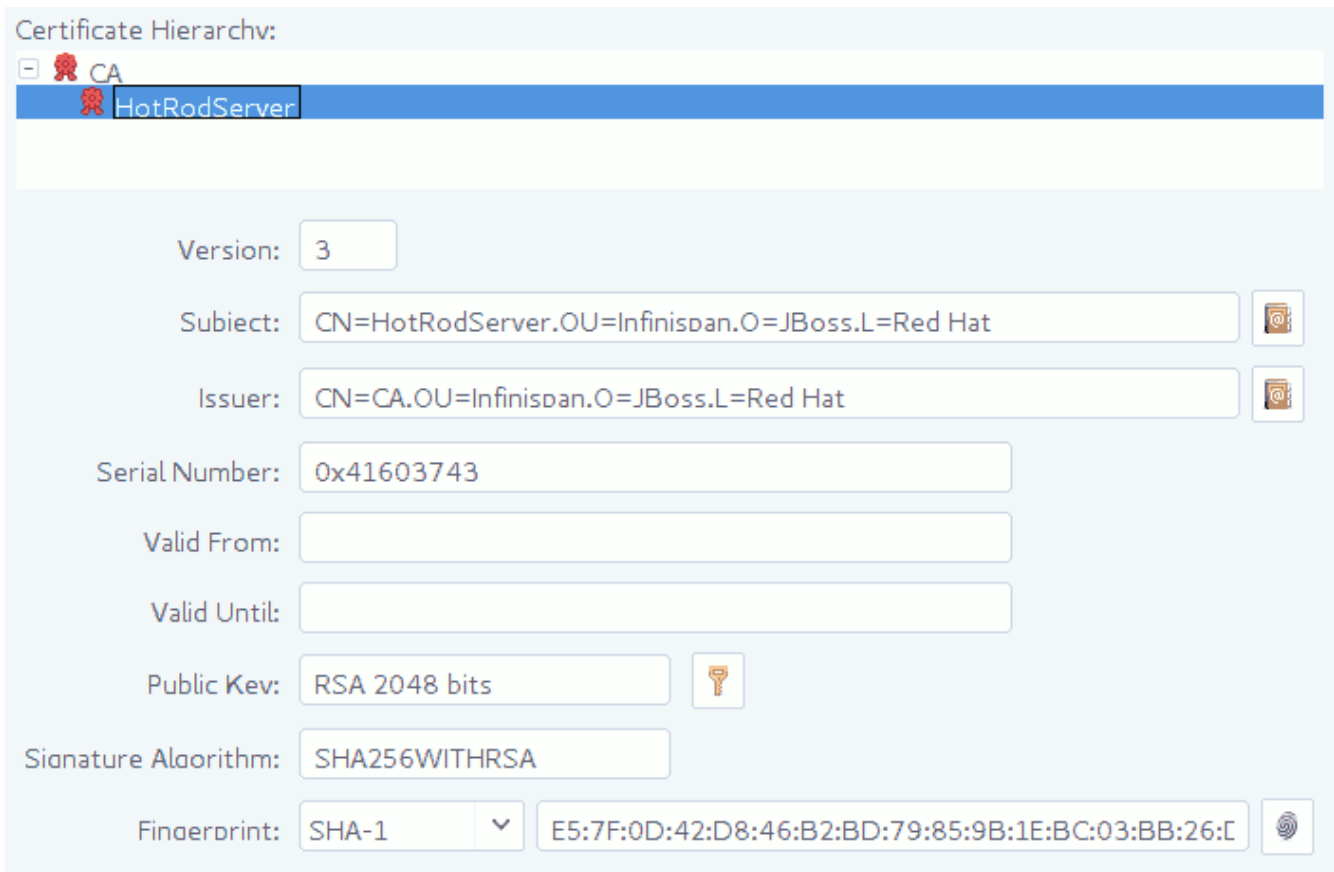 Certificate Hierarchy:
CA
HotRodServer
Version: 3
Subject: CN=HotRodServer,OU=Infinispan,O=JBoss,L=Red Hat
Issuer: CN=CA,OU=Infinispan,O=JBoss,L=Red Hat
Serial Number: 0x41603743
Valid From:
Valid Until:
Public Key: RSA 2048 bits
Signature Algorithm: SHA256WITHRSA
Fingerprint: SHA-1 E5:7F:0D:42:D8:46:B2:BD:79:85:9B:1E:BC:03:BB:26: